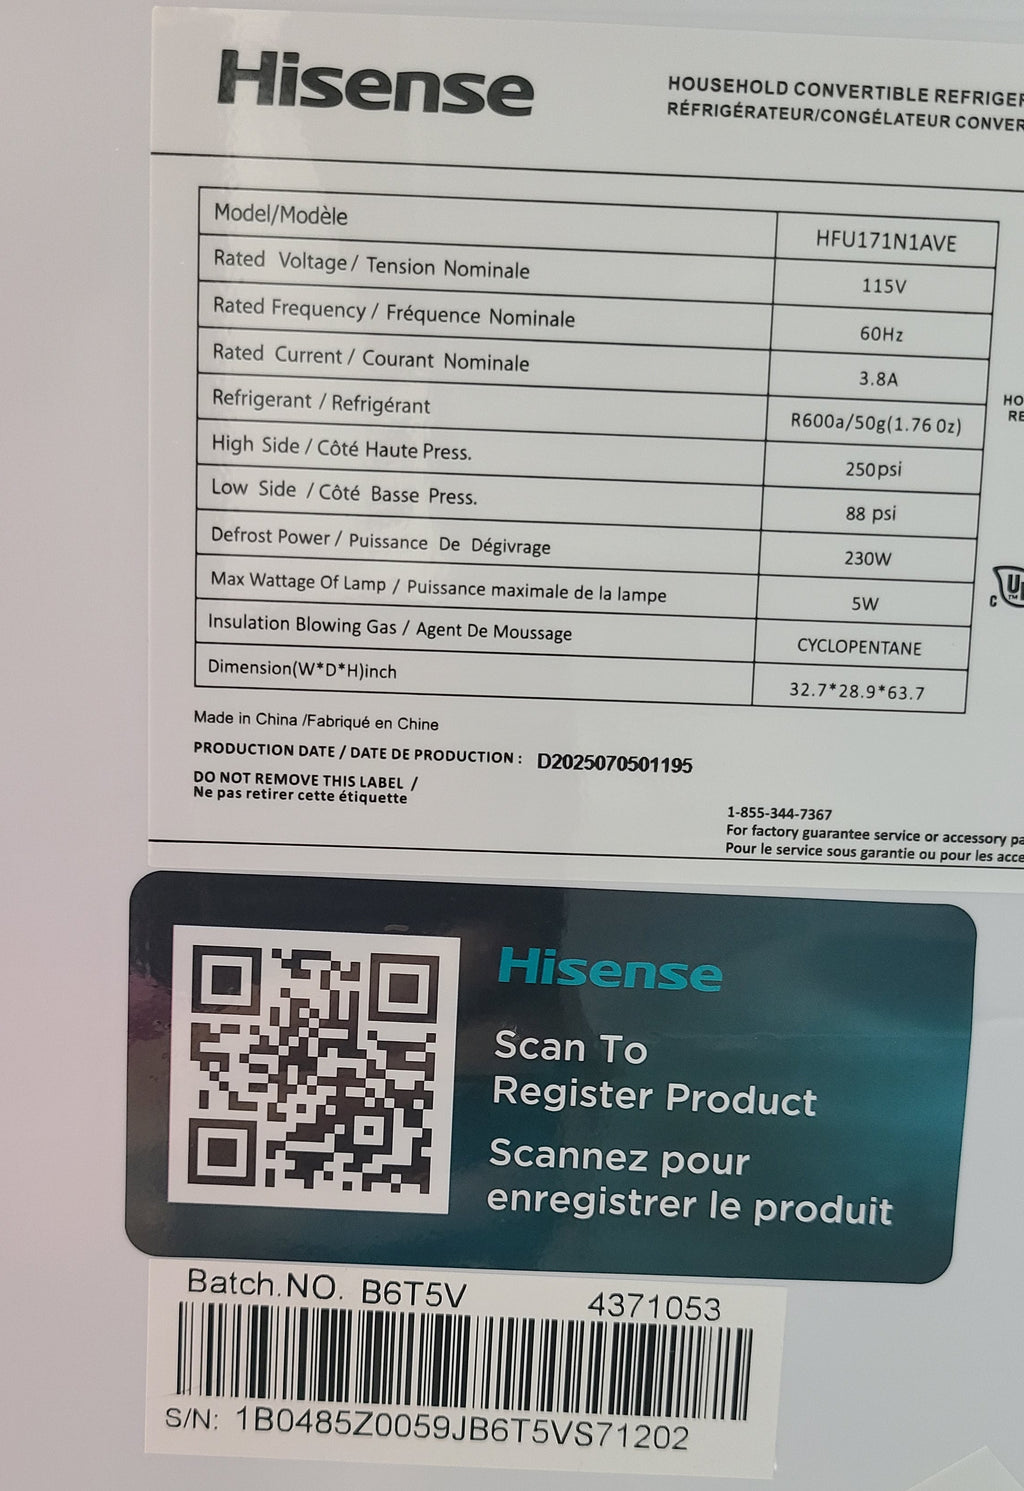 Hisense
HOUSEHOLD CONVERTIBLE
RÉFRIGÉRATEUR/CONGÉLATEUR
Model/Modèle HFU171N1AVE
Rated Voltage / Tension Nominale 115V
Rated Frequency / Fréquence Nominale 60Hz
Rated Current / Courant Nominale 3.8A
Refrigerant / Refrigérant R600a/50g(1.76 Oz)
High Side / Côté Haute Press. 250psi
Low Side / Côté Basse Press. 88 psi
Defrost Power / Puissance De Dégivrage 230W
Max Wattage Of Lamp / Puissance maximale de la lampe 5W
Insulation Blowing Gas / Agent De Moussage CYCLOPENTANE
Dimension(W*D*H)inch 32.7*28.9*63.7
Made in China /Fabriqué en Chine
PRODUCTION DATE / DATE DE PRODUCTION : D2025070501195
DO NOT REMOVE THIS LABEL /
Ne pas retirer cette étiquette
1-855-344-7367
For factory guarantee service or accessory
Pour le service sous garantie ou pour les
Hisense
Scan To
Register Product
Scannez pour
enregistrer le produit
Batch.NO. B6T5V 4371053
S/N: 1B0485Z0059JB6T5VS71202